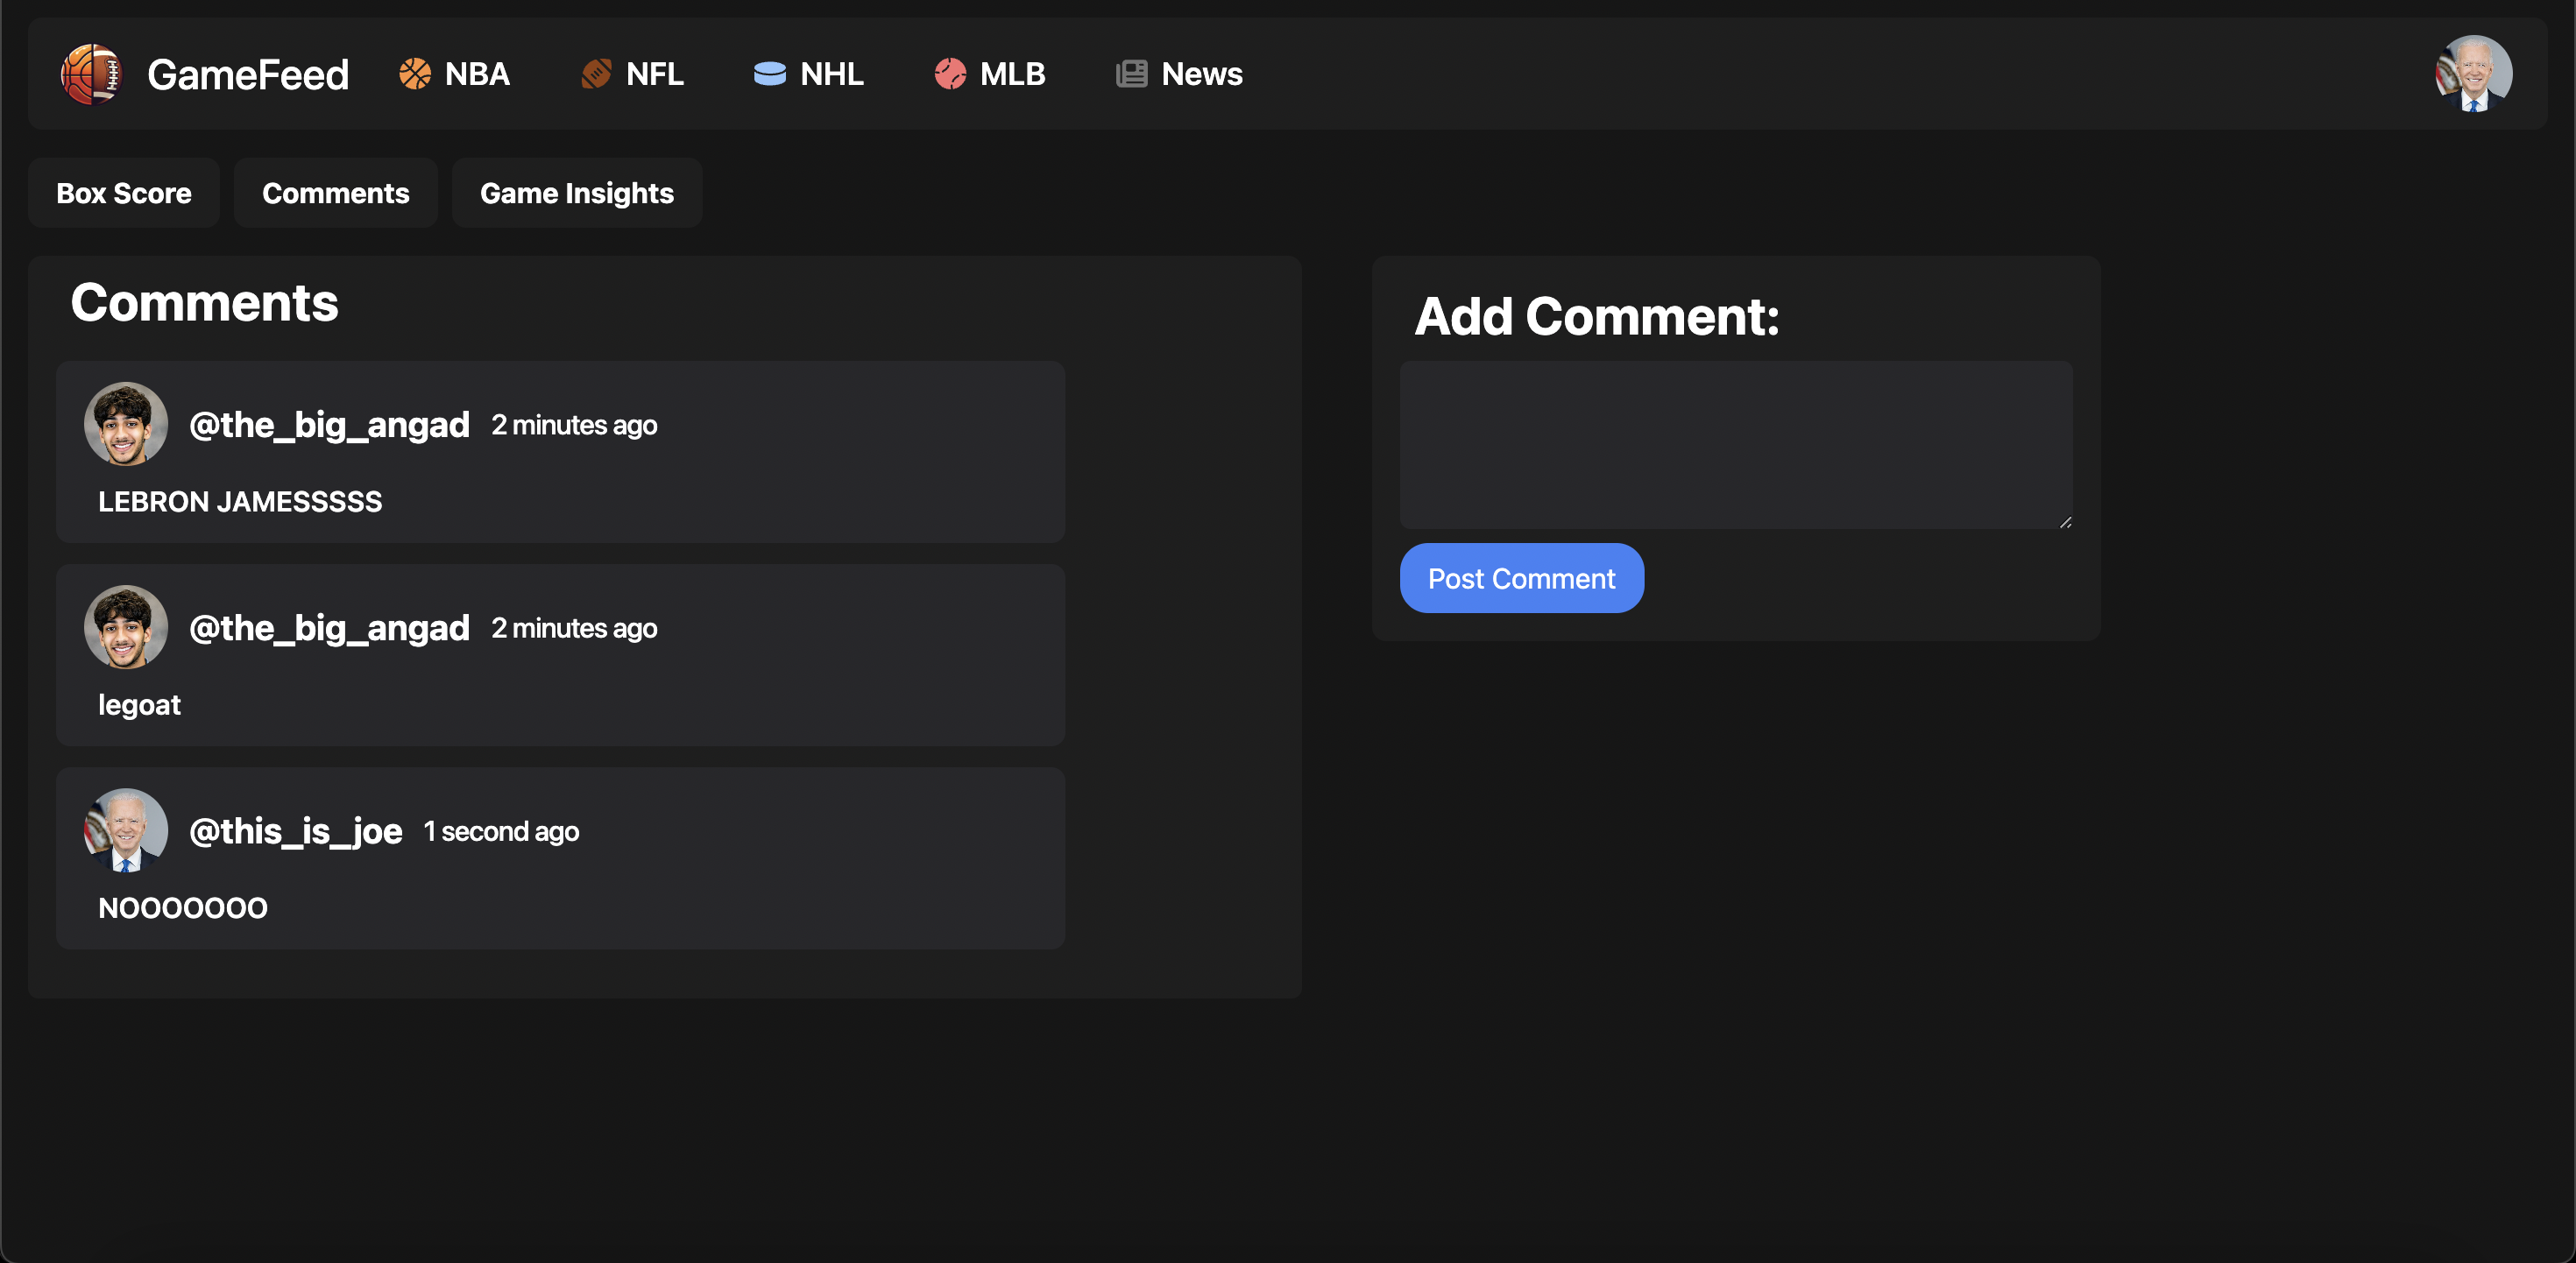 GameFeed NBA NFL NHL MLB News
Box Score Comments Game Insights
Comments
@the_big_angad 2 minutes ago
LEBRON JAMESSSSS
@the_big_angad 2 minutes ago
legoat
@this_is_joe 1 second ago
NOOOOOOO
Add Comment:
Post Comment